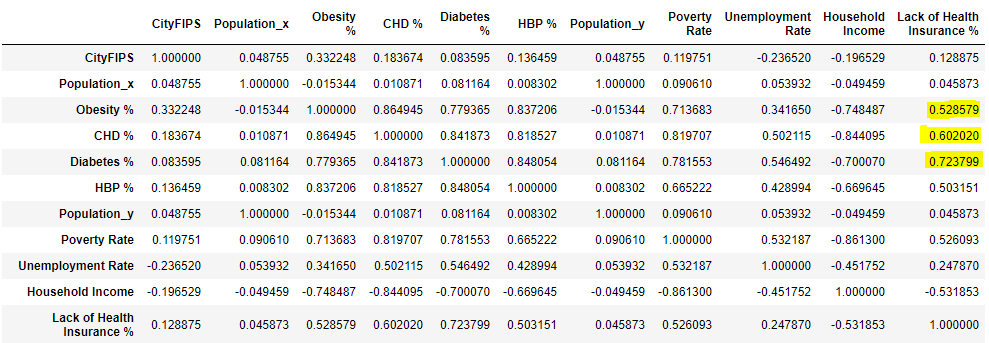 CityFIPS Population_x Obesity % CHD % Diabetes % HBP % Population_y Poverty Rate Unemployment Rate Household Income Lack of Health Insurance %
CityFIPS 1.000000 0.048755 0.332248 0.183674 0.083595 0.136459 0.048755 0.119751 -0.236520 -0.196529 0.128875
Population_x 0.048755 1.000000 -0.015344 0.010871 0.081164 0.008302 1.000000 0.090610 0.053932 -0.049459 0.045873
Obesity % 0.332248 -0.015344 1.000000 0.864945 0.779365 0.837206 -0.015344 0.713683 0.341650 -0.748487 0.528579
CHD % 0.183674 0.010871 0.864945 1.000000 0.841873 0.818527 0.010871 0.819707 0.502115 -0.844095 0.602020
Diabetes % 0.083595 0.081164 0.779365 0.841873 1.000000 0.848054 0.081164 0.781553 0.546492 -0.700070 0.723799
HBP % 0.136459 0.008302 0.837206 0.818527 0.848054 1.000000 0.008302 0.665222 0.428994 -0.669645 0.503151
Population_y 0.048755 1.000000 -0.015344 0.010871 0.081164 0.008302 1.000000 0.090610 0.053932 -0.049459 0.045873
Poverty Rate 0.119751 0.090610 0.713683 0.819707 0.781553 0.665222 0.090610 1.000000 0.532187 -0.861300 0.526093
Unemployment Rate -0.236520 0.053932 0.341650 0.502115 0.546492 0.428994 0.053932 0.532187 1.000000 -0.451752 0.247870
Household Income -0.196529 -0.049459 -0.748487 -0.844095 -0.700070 -0.669645 -0.049459 -0.861300 -0.451752 1.000000 -0.531853
Lack of Health Insurance % 0.128875 0.045873 0.528579 0.602020 0.723799 0.503151 0.045873 0.526093 0.247870 -0.531853 1.000000